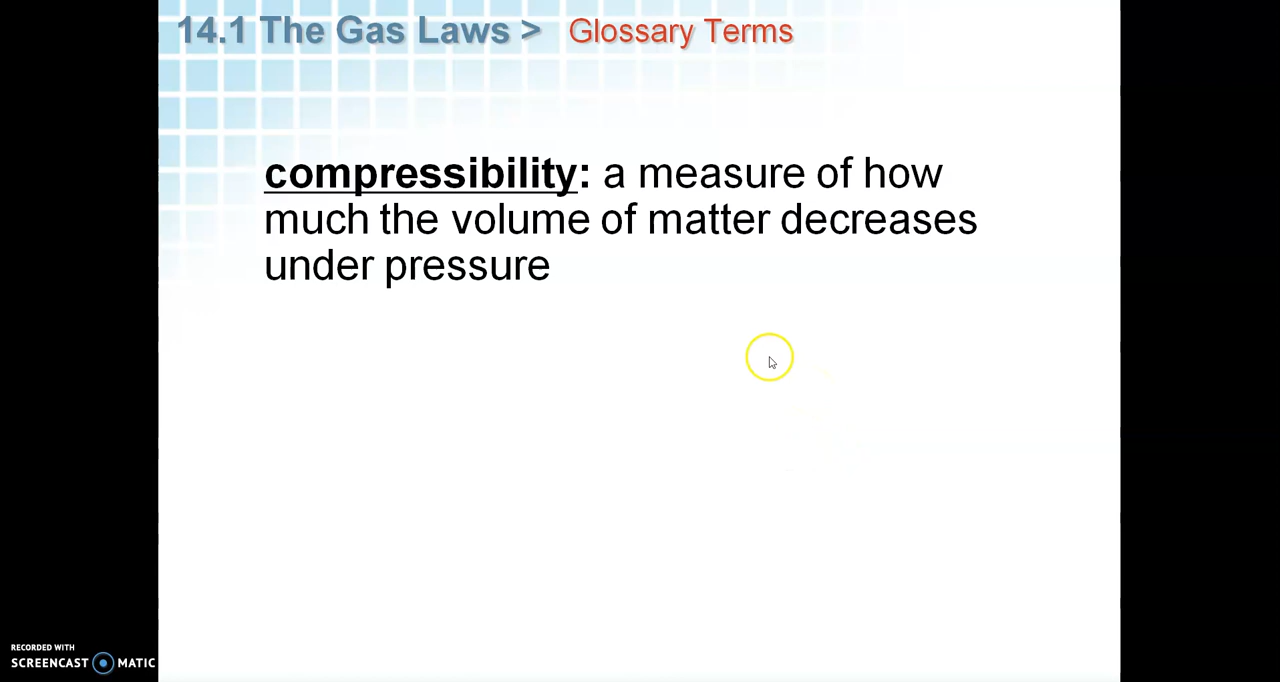 14.1 The Gas Laws > Glossary Terms
compressibility: a measure of how
much the volume of matter decreases
under pressure
RECORDED WITH
SCREENCAST MATIC